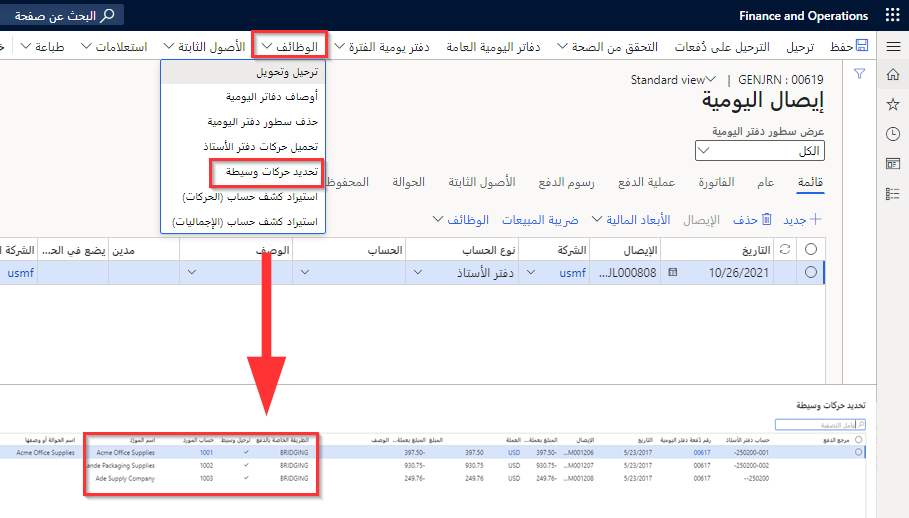 Finance and Operations
البحث عن صفحة
حفظ ترحيل الترحيل على دُفعات التحقق من الصحة دفاتر اليومية العامة دفتر يومية الفترة الوظائف الأصول الثابتة استعلامات طباعة
ترحيل وتحويل
أوصاف دفاتر اليومية
حذف سطور دفتر اليومية
تحميل حركات دفتر الأستاذ
تحديد حركات وسيطة
استيراد كشف حساب (الحركات)
استيراد كشف حساب (الإجماليات)
Standard view | GENJRN : 00619
إيصال اليومية
عرض سطور دفتر اليومية
الكل
قائمة عام الفاتورة عملية الدفع رسوم الدفع الأصول الثابتة الحوالة المحفوظ
جديد حذف الإيصال الأبعاد المالية ضريبة المبيعات الوظائف
التاريخ الإيصال الشركة نوع الحساب الحساب الوصف مدين يضع في الحـ... الشركة ا
10/26/2021 JL000808... usmf دفتر الأستاذ usmf
تحديد حركات وسيطة
عامل التصفية
مرجع الدفع حساب دفتر الأستاذ رقم دُفعة دفتر اليومية التاريخ الإيصال المبلغ بعملة... العملة المبلغ المبلغ بعملة... الوصف الطريقة الخاصة بالدفع ترحيل وسيط حساب المورد اسم المورّد اسم الحوالة أو وصفها
250200-001- 00617 5/23/2017 M001206... 397.50- USD 397.50 397.50- BRIDGING ✓ 1001 Acme Office Supplies Acme Office Supplies
250200-002- 00617 5/23/2017 M001207... 930.75- USD 930.75 930.75- BRIDGING ✓ 1002 ande Packaging Supplies
250200-- 00617 5/23/2017 M001208... 249.76- USD 249.76 249.76- BRIDGING ✓ 1003 Ade Supply Company